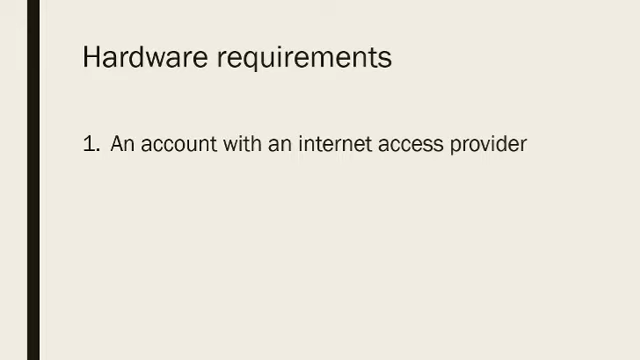 Hardware requirements
1. An account with an internet access provider